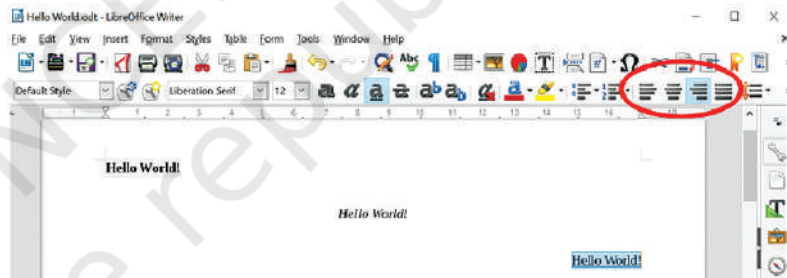 Hello World.odt - LibreOffice Writer
File Edit View Insert Format Styles Table Form Tools Window Help
Default Style Liberation Serif 12
Hello World!
Hello World!
Hello World!